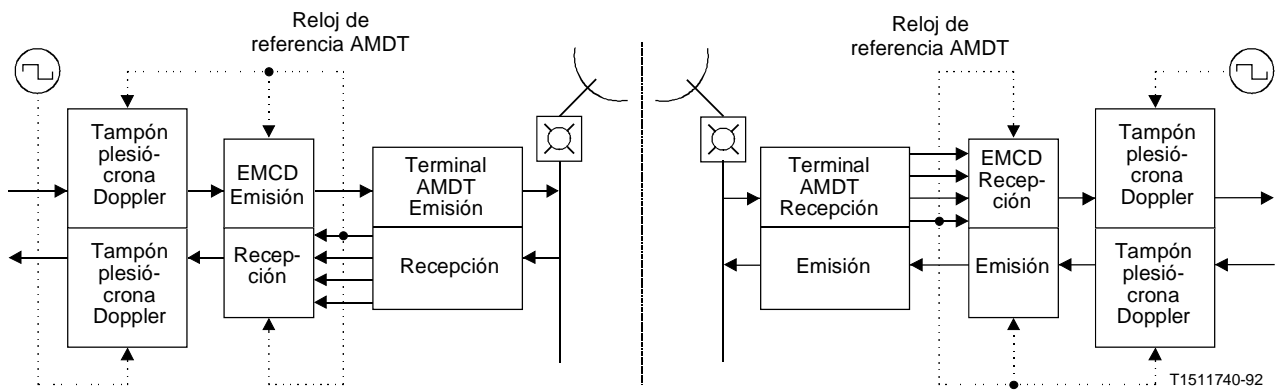 Reloj de
referencia AMDT
Tampón
plesió-
crona
Doppler
EMCD
Emisión
Terminal
AMDT
Emisión
Tampón
plesió-
crona
Doppler
Recep-
ción
Recepción
Reloj de
referencia AMDT
Terminal
AMDT
Recepción
EMCD
Recep-
ción
Tampón
plesió-
crona
Doppler
Emisión
Emisión
Tampón
plesió-
crona
Doppler
T1511740-92